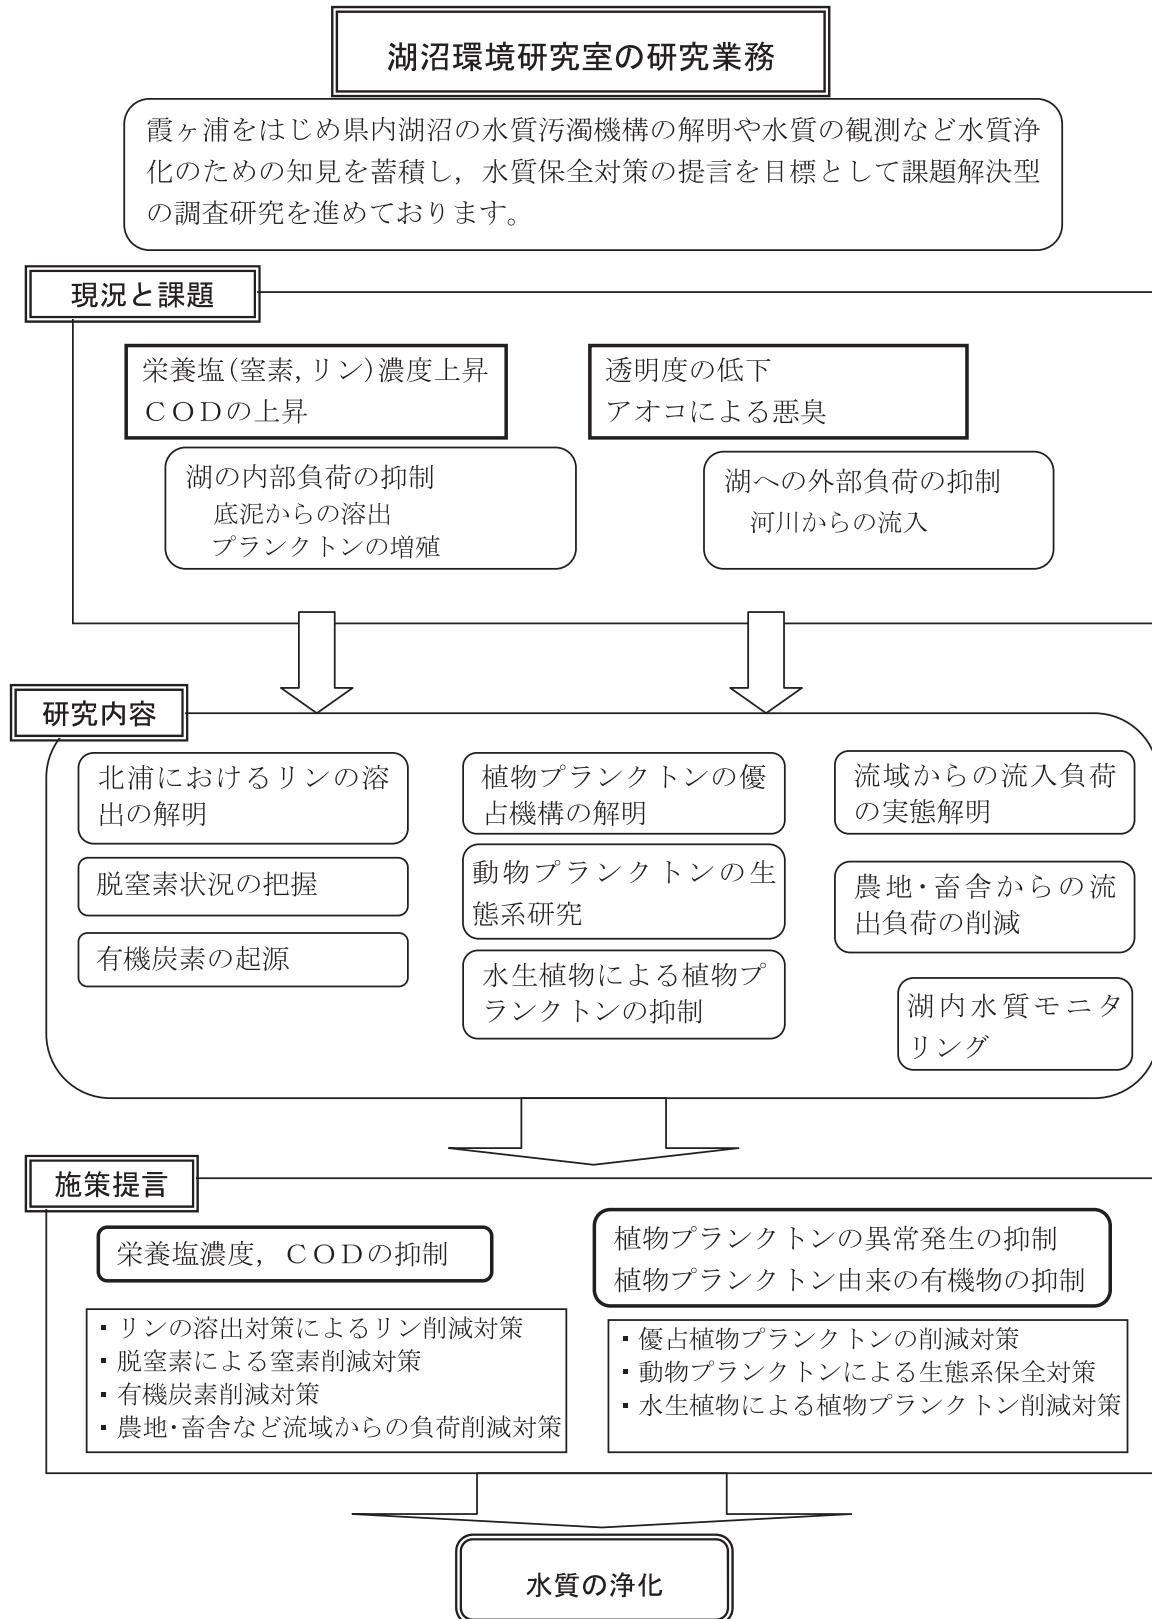 湖沼環境研究室の研究業務
霞ヶ浦をはじめ県内湖沼の水質汚濁機構の解明や水質の観測など水質浄
化のための知見を蓄積し，水質保全対策の提言を目標として課題解決型
の調査研究を進めております。
現況と課題
栄養塩(窒素,リン)濃度上昇
ＣＯＤの上昇
透明度の低下
アオコによる悪臭
湖の内部負荷の抑制
底泥からの溶出
プランクトンの増殖
湖への外部負荷の抑制
河川からの流入
研究内容
北浦におけるリンの溶
出の解明
脱窒素状況の把握
有機炭素の起源
植物プランクトンの優
占機構の解明
動物プランクトンの生
態系研究
水生植物による植物プ
ランクトンの抑制
流域からの流入負荷
の実態解明
農地･畜舎からの流
出負荷の削減
湖内水質モニタ
リング
施策提言
栄養塩濃度，ＣＯＤの抑制
・リンの溶出対策によるリン削減対策
・脱窒素による窒素削減対策
・有機炭素削減対策
・農地･畜舎など流域からの負荷削減対策
植物プランクトンの異常発生の抑制
植物プランクトン由来の有機物の抑制
・優占植物プランクトンの削減対策
・動物プランクトンによる生態系保全対策
・水生植物による植物プランクトン削減対策
水質の浄化